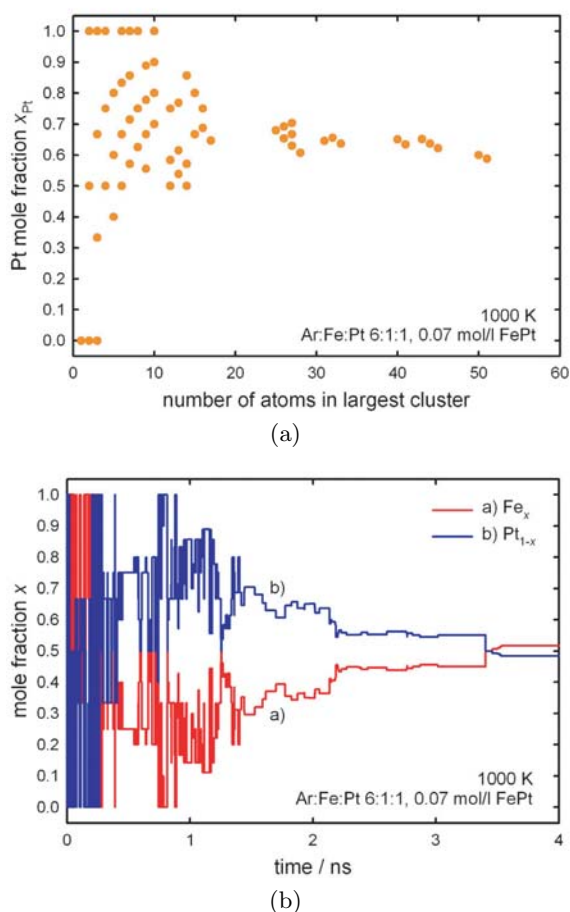 1.0
0.9
0.8
0.7
0.6
0.5
0.4
0.3
0.2
0.1
0.0
Pt mole fraction xPt
1000 K
Ar:Fe:Pt 6:1:1, 0.07 mol/l FePt
0 10 20 30 40 50 60
number of atoms in largest cluster
(a)
1.0
0.9
0.8
0.7
0.6
0.5
0.4
0.3
0.2
0.1
0.0
mole fraction x
a) Fex
b) Pt1-x
b)
a)
1000 K
Ar:Fe:Pt 6:1:1, 0.07 mol/l FePt
0 1 2 3 4
time / ns
(b)